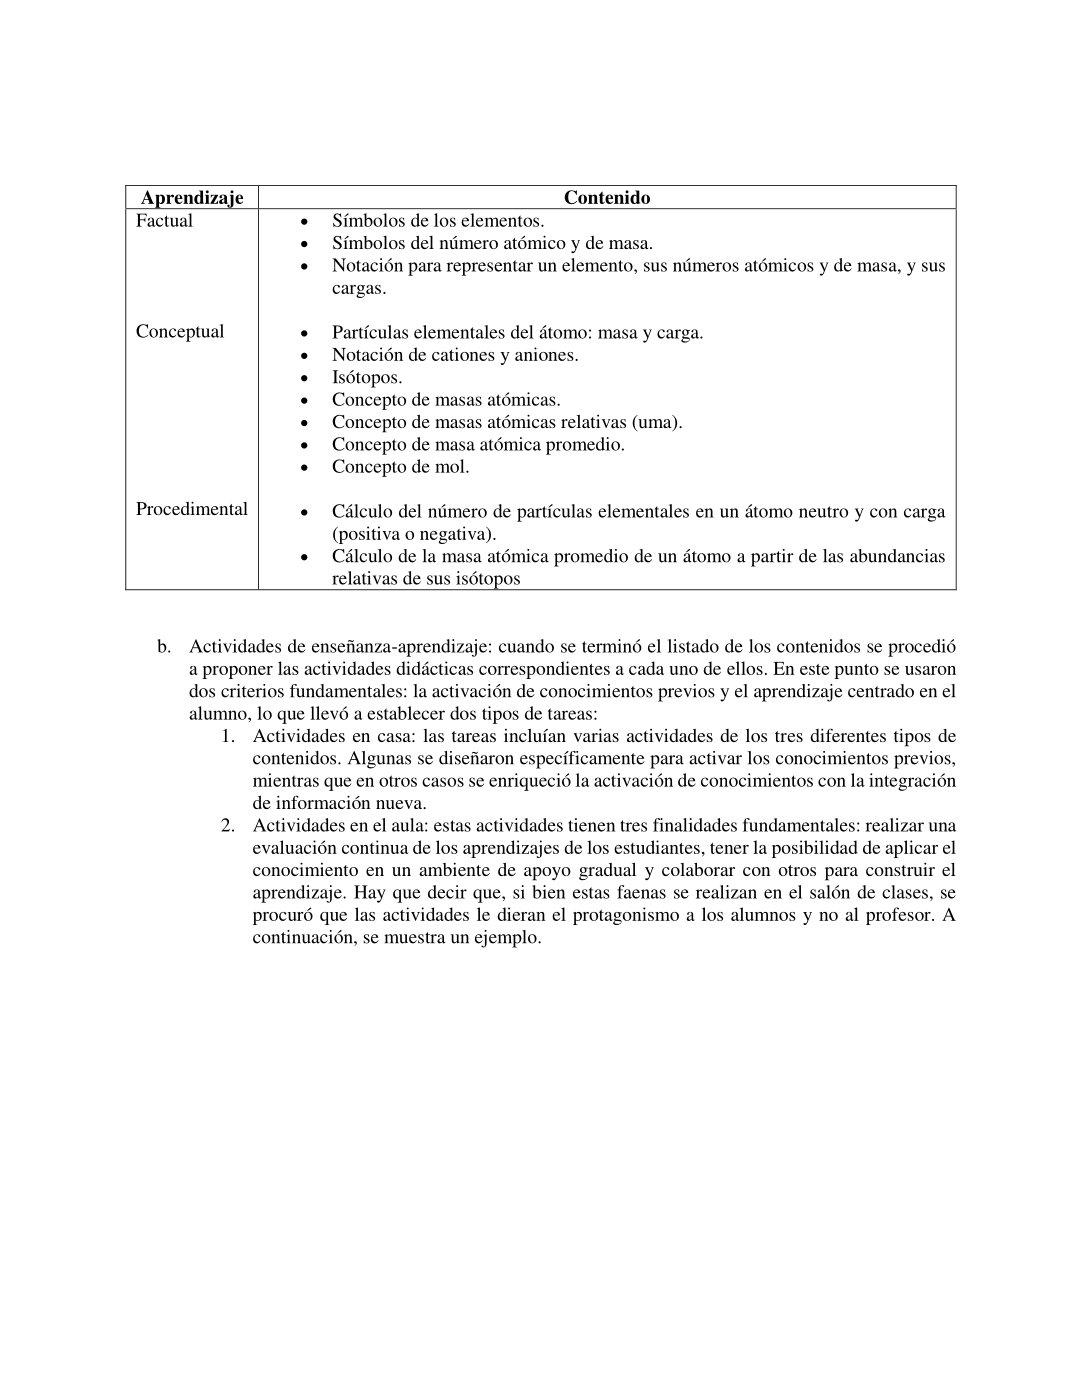 Aprendizaje Contenido
Factual
• Símbolos de los elementos.
• Símbolos del número atómico y de masa.
• Notación para representar un elemento, sus números atómicos y de masa, y sus
cargas.
Conceptual
• Partículas elementales del átomo: masa y carga.
• Notación de cationes y aniones.
• Isótopos.
• Concepto de masas atómicas.
• Concepto de masas atómicas relativas (uma).
• Concepto de masa atómica promedio.
• Concepto de mol.
Procedimental
• Cálculo del número de partículas elementales en un átomo neutro y con carga
(positiva o negativa).
• Cálculo de la masa atómica promedio de un átomo a partir de las abundancias
relativas de sus isótopos
b. Actividades de enseñanza-aprendizaje: cuando se terminó el listado de los contenidos se procedió
a proponer las actividades didácticas correspondientes a cada uno de ellos. En este punto se usaron
dos criterios fundamentales: la activación de conocimientos previos y el aprendizaje centrado en el
alumno, lo que llevó a establecer dos tipos de tareas:
1. Actividades en casa: las tareas incluían varias actividades de los tres diferentes tipos de
contenidos. Algunas se diseñaron específicamente para activar los conocimientos previos,
mientras que en otros casos se enriqueció la activación de conocimientos con la integración
de información nueva.
2. Actividades en el aula: estas actividades tienen tres finalidades fundamentales: realizar una
evaluación continua de los aprendizajes de los estudiantes, tener la posibilidad de aplicar el
conocimiento en un ambiente de apoyo gradual y colaborar con otros para construir el
aprendizaje. Hay que decir que, si bien estas faenas se realizan en el salón de clases, se
procuró que las actividades le dieran el protagonismo a los alumnos y no al profesor. A
continuación, se muestra un ejemplo.